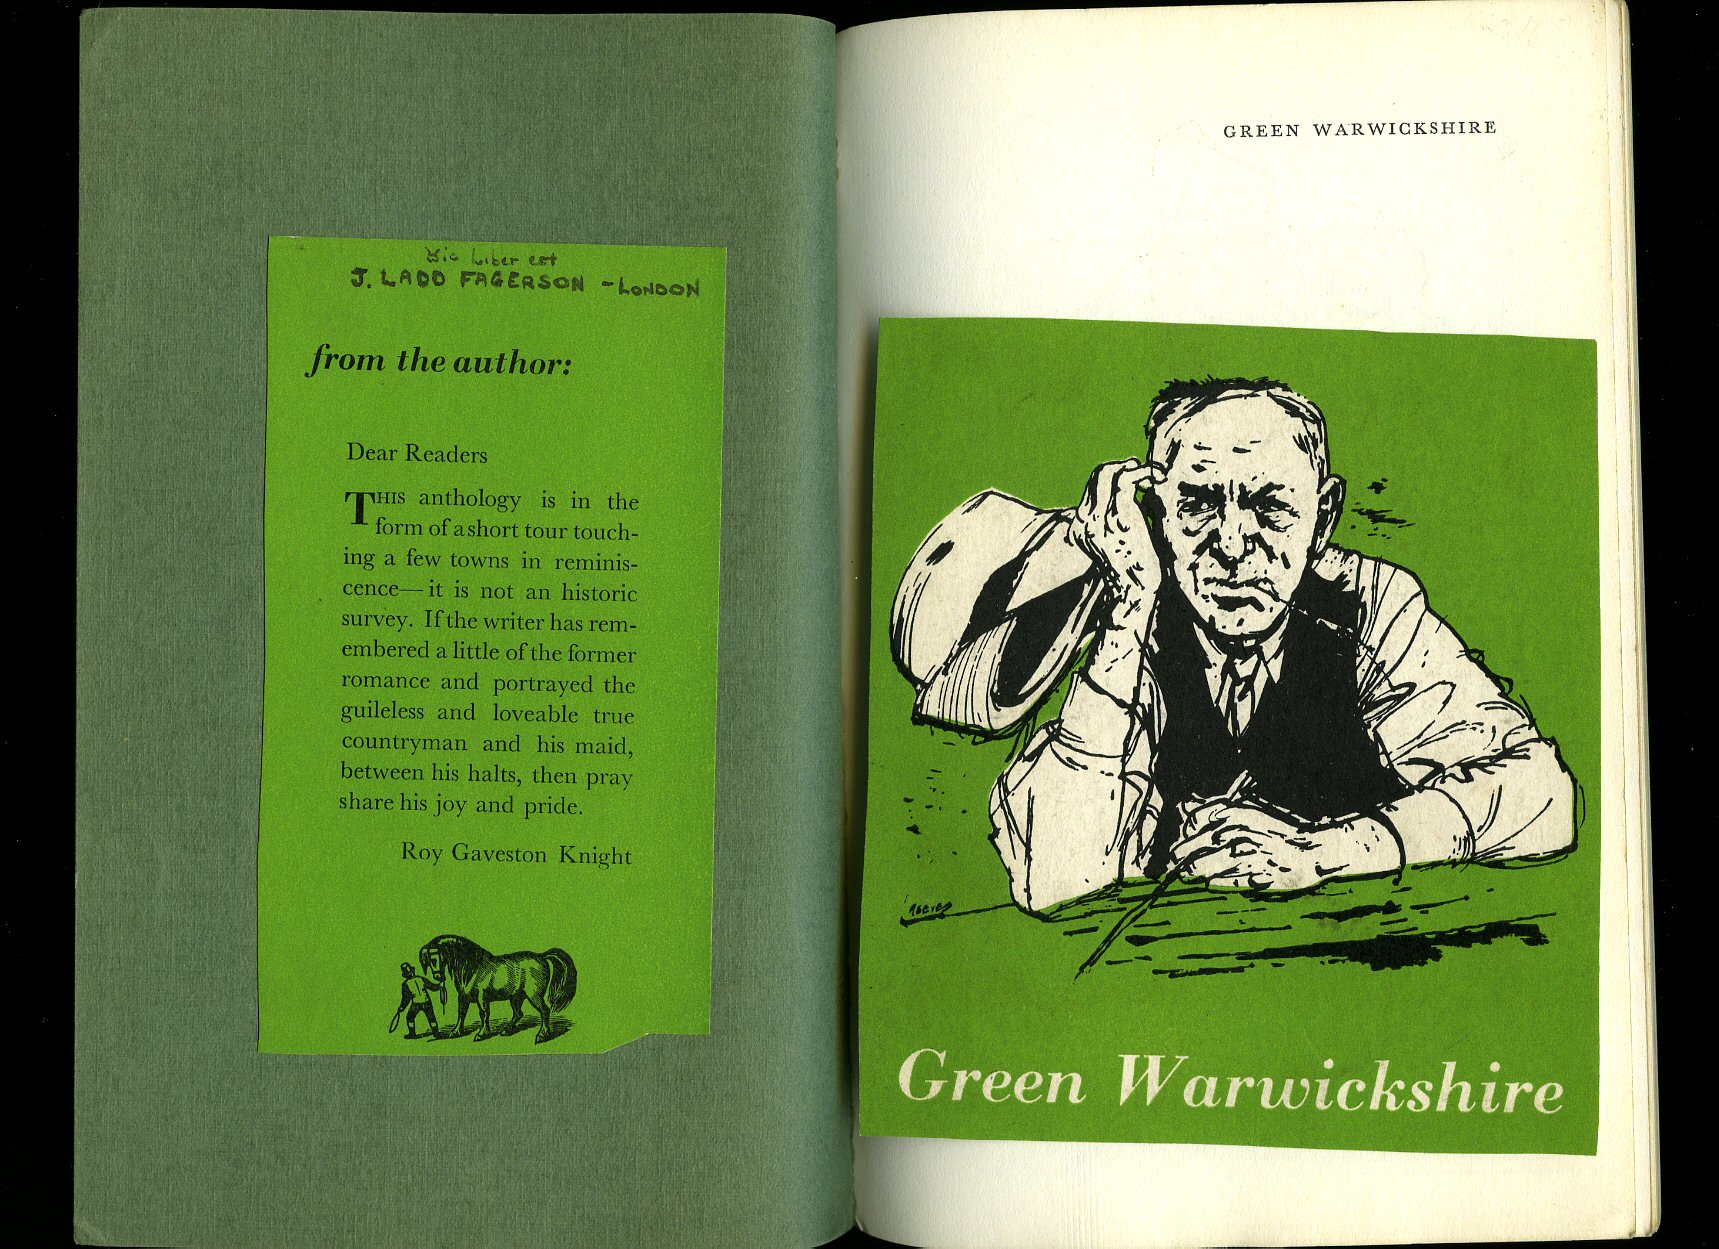 Hic Liber est
J. LADD FAGERSON - LONDON
from the author:
Dear Readers
THIS anthology is in the
form of a short tour touch-
ing a few towns in reminis-
cence—it is not an historic
survey. If the writer has rem-
embered a little of the former
romance and portrayed the
guileless and loveable true
countryman and his maid,
between his halts, then pray
share his joy and pride.
Roy Gaveston Knight
GREEN WARWICKSHIRE
Green Warwickshire